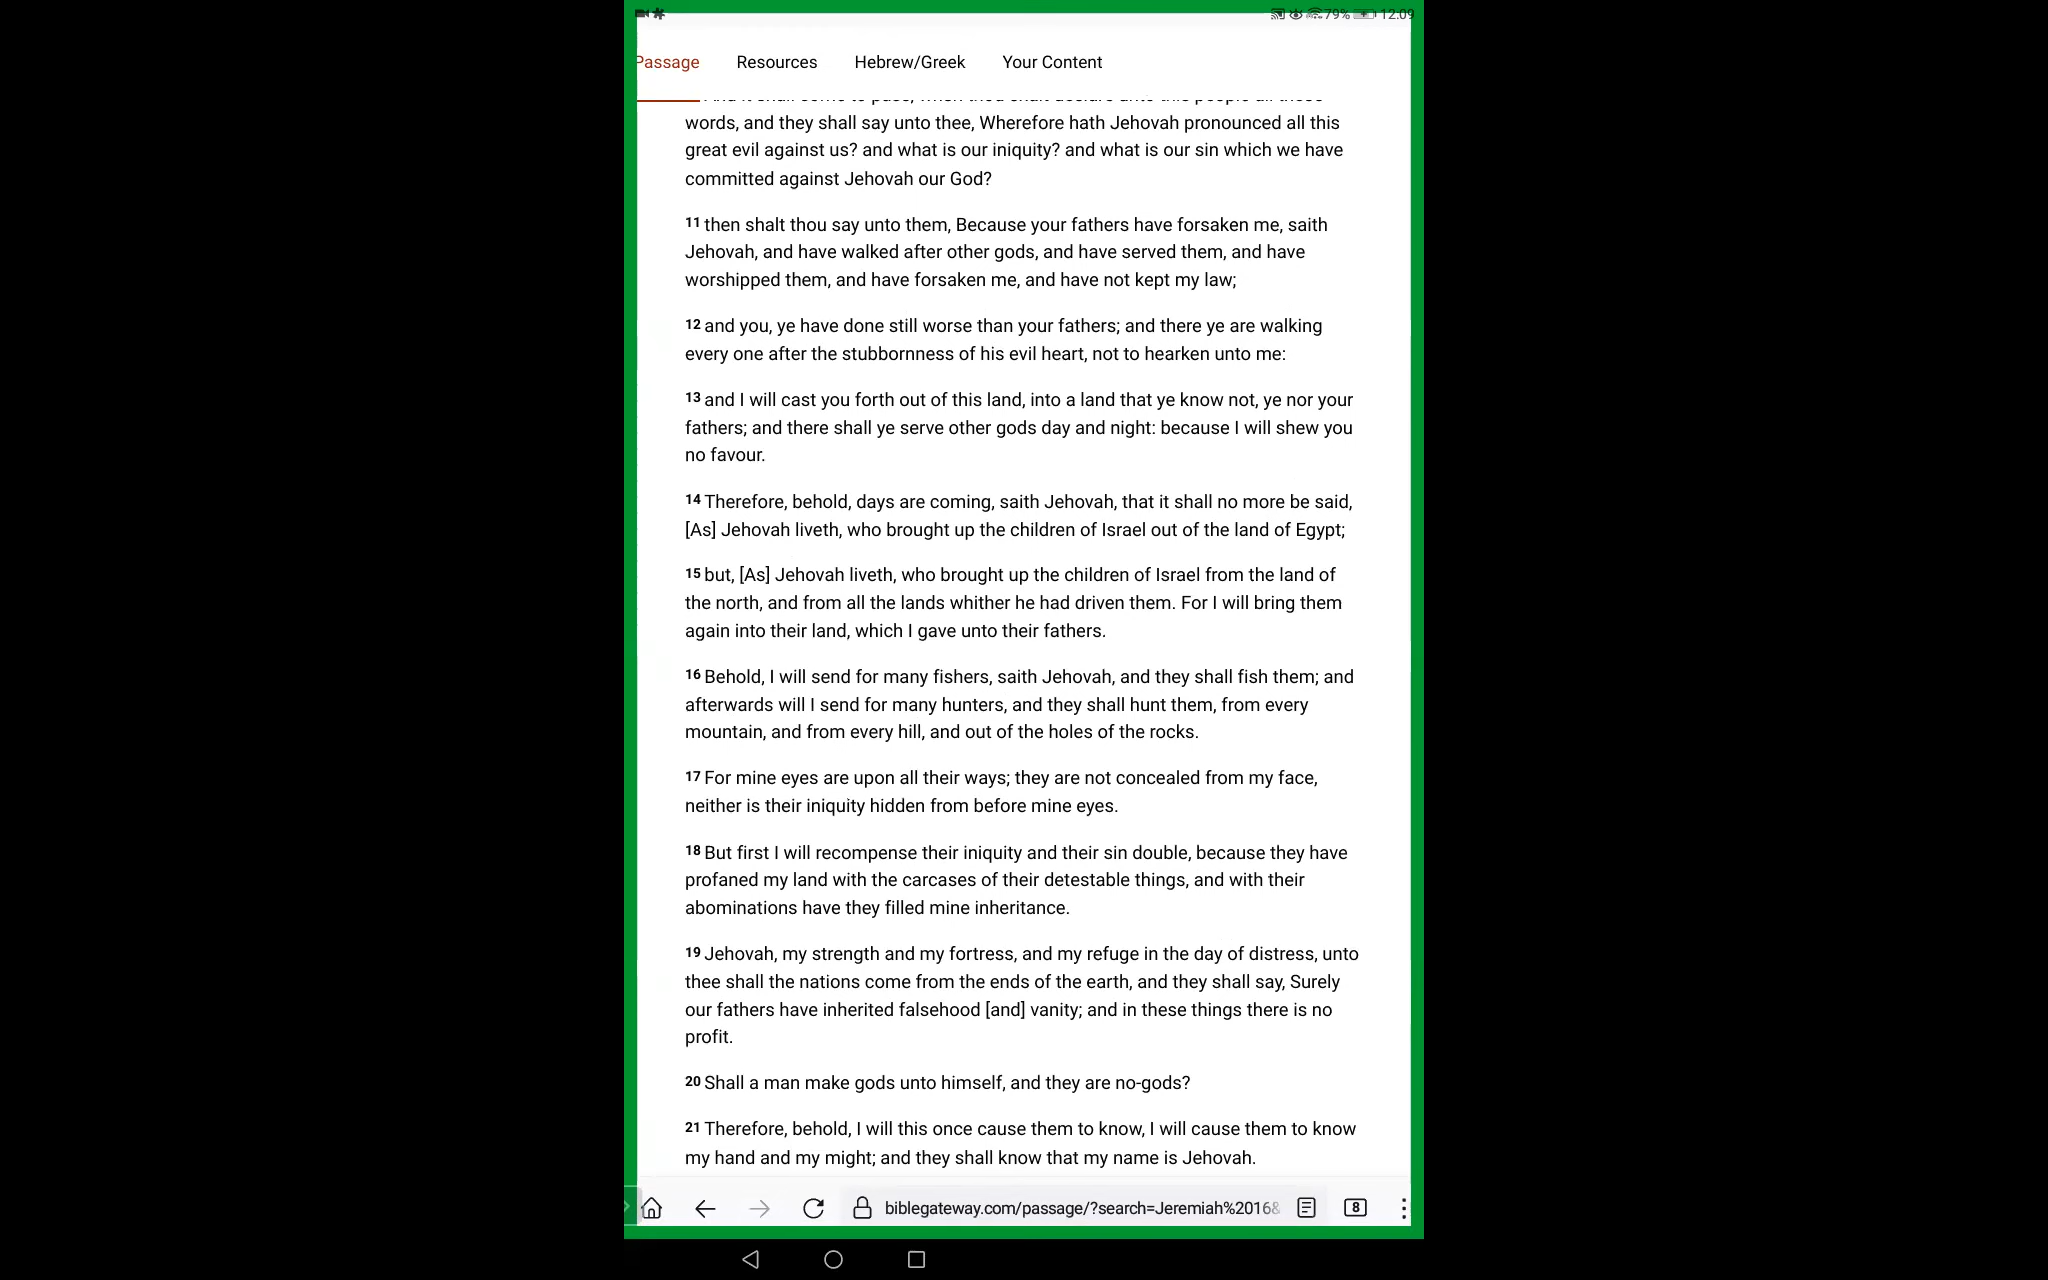 79% 12:09
Passage Resources Hebrew/Greek Your Content
And it shall come to pass, when thou shalt declare unto this people all these
words, and they shall say unto thee, Wherefore hath Jehovah pronounced all this
great evil against us? and what is our iniquity? and what is our sin which we have
committed against Jehovah our God?
11 then shalt thou say unto them, Because your fathers have forsaken me, saith
Jehovah, and have walked after other gods, and have served them, and have
worshipped them, and have forsaken me, and have not kept my law;
12 and you, ye have done still worse than your fathers; and there ye are walking
every one after the stubbornness of his evil heart, not to hearken unto me:
13 and I will cast you forth out of this land, into a land that ye know not, ye nor your
fathers; and there shall ye serve other gods day and night: because I will shew you
no favour.
14 Therefore, behold, days are coming, saith Jehovah, that it shall no more be said,
[As] Jehovah liveth, who brought up the children of Israel out of the land of Egypt;
15 but, [As] Jehovah liveth, who brought up the children of Israel from the land of
the north, and from all the lands whither he had driven them. For I will bring them
again into their land, which I gave unto their fathers.
16 Behold, I will send for many fishers, saith Jehovah, and they shall fish them; and
afterwards will I send for many hunters, and they shall hunt them, from every
mountain, and from every hill, and out of the holes of the rocks.
17 For mine eyes are upon all their ways; they are not concealed from my face,
neither is their iniquity hidden from before mine eyes.
18 But first I will recompense their iniquity and their sin double, because they have
profaned my land with the carcases of their detestable things, and with their
abominations have they filled mine inheritance.
19 Jehovah, my strength and my fortress, and my refuge in the day of distress, unto
thee shall the nations come from the ends of the earth, and they shall say, Surely
our fathers have inherited falsehood [and] vanity; and in these things there is no
profit.
20 Shall a man make gods unto himself, and they are no-gods?
21 Therefore, behold, I will this once cause them to know, I will cause them to know
my hand and my might; and they shall know that my name is Jehovah.
biblegateway.com/passage/?search=Jeremiah%2016& 8